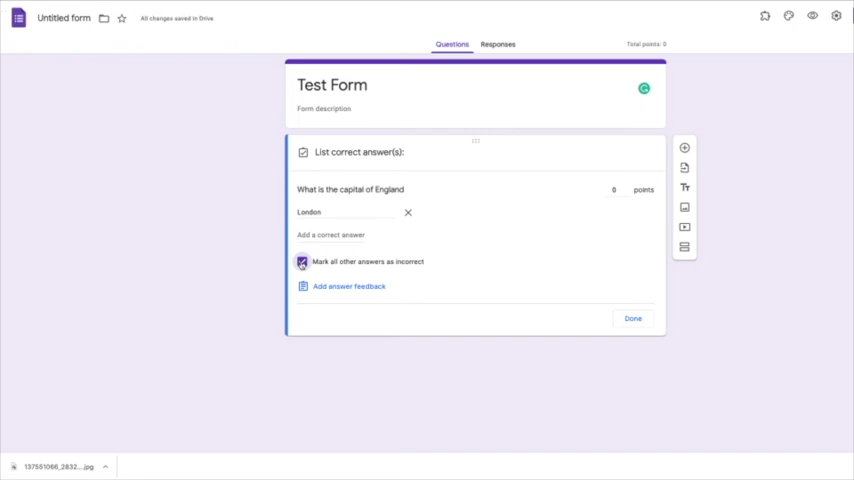 Untitled form
All changes saved in Drive
Questions
Responses
Total points: 0
Test Form
Form description
List correct answer(s):
What is the capital of England
0
points
London
Add a correct answer
Mark all other answers as incorrect
Add answer feedback
Done
Tт
137551066_2832....jpg